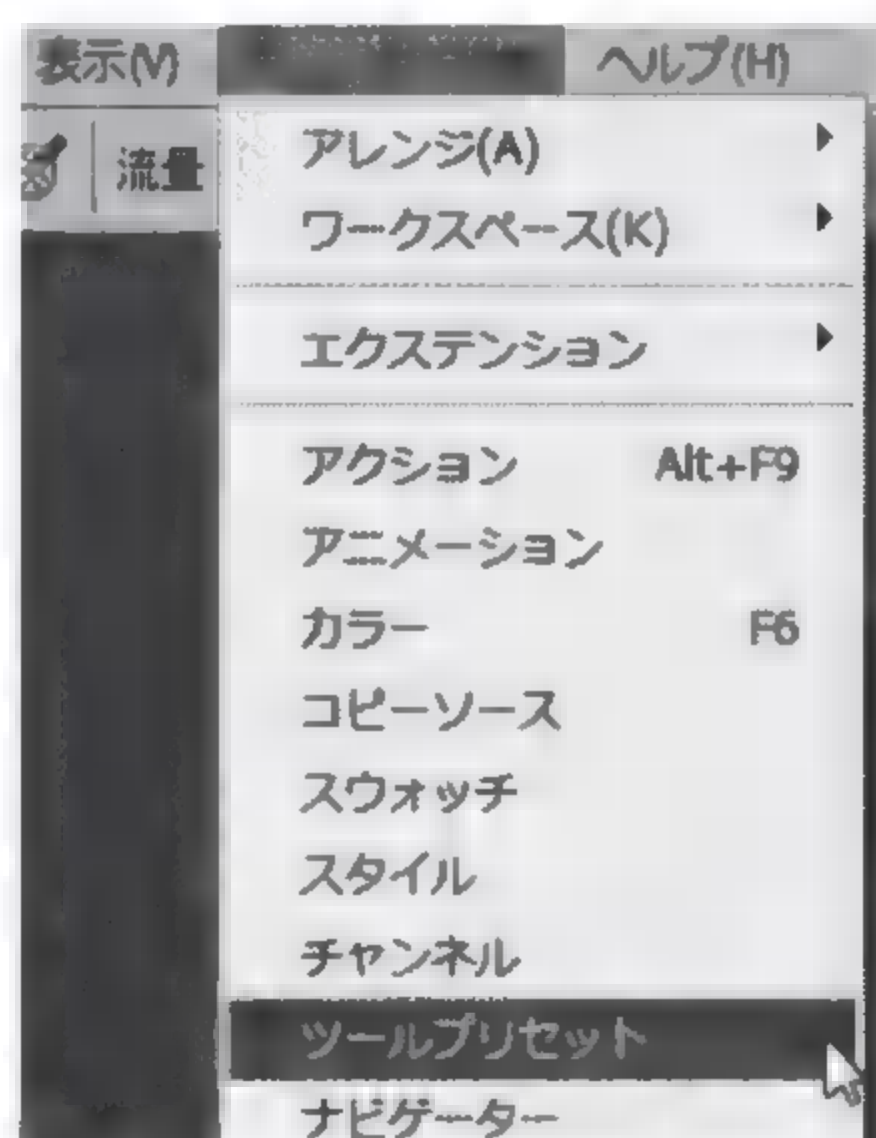 表示(V) ヘルプ(H)
流量
アレンジ(A)
ワークスペース(K)
エクステンション
アクション Alt+F9
アニメーション
カラー F6
コピーソース
スウォッチ
スタイル
チャンネル
ツールプリセット
ナビゲーター